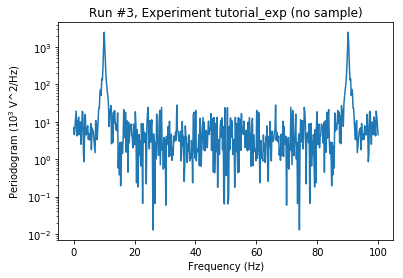 Run #3, Experiment tutorial_exp (no sample)
Periodogram (10³ V^2/Hz)
10³
10²
10¹
10⁰
10⁻¹
10⁻²
0 20 40 60 80 100
Frequency (Hz)